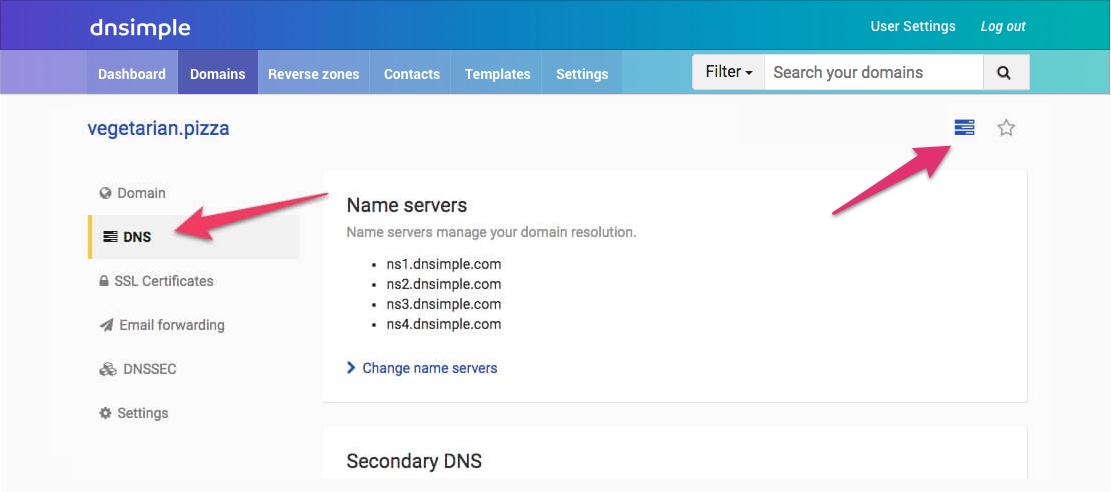 dnsimple
User Settings
Log out
Dashboard
Domains
Reverse zones
Contacts
Templates
Settings
Filter
Search your domains
vegetarian.pizza
Domain
DNS
SSL Certificates
Email forwarding
DNSSEC
Settings
Name servers
Name servers manage your domain resolution.
• ns1.dnsimple.com
• ns2.dnsimple.com
• ns3.dnsimple.com
• ns4.dnsimple.com
Change name servers
Secondary DNS